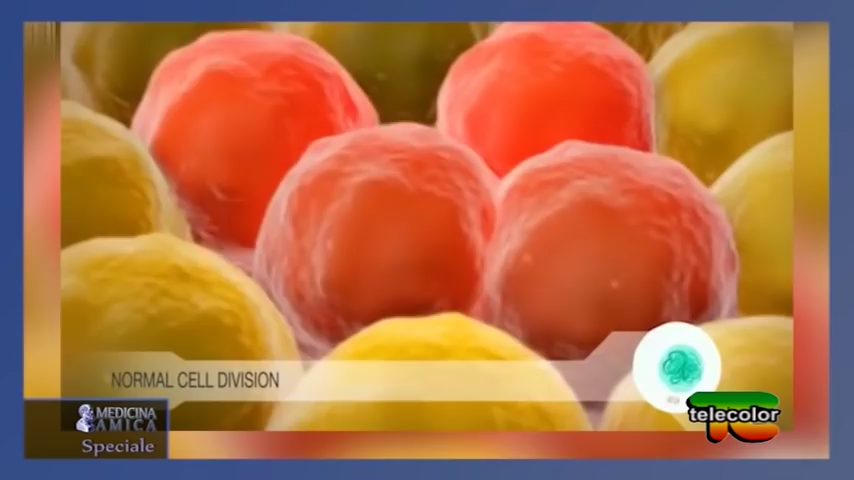 NORMAL CELL DIVISION
MEDICINA
AMICA
Speciale
telecolor